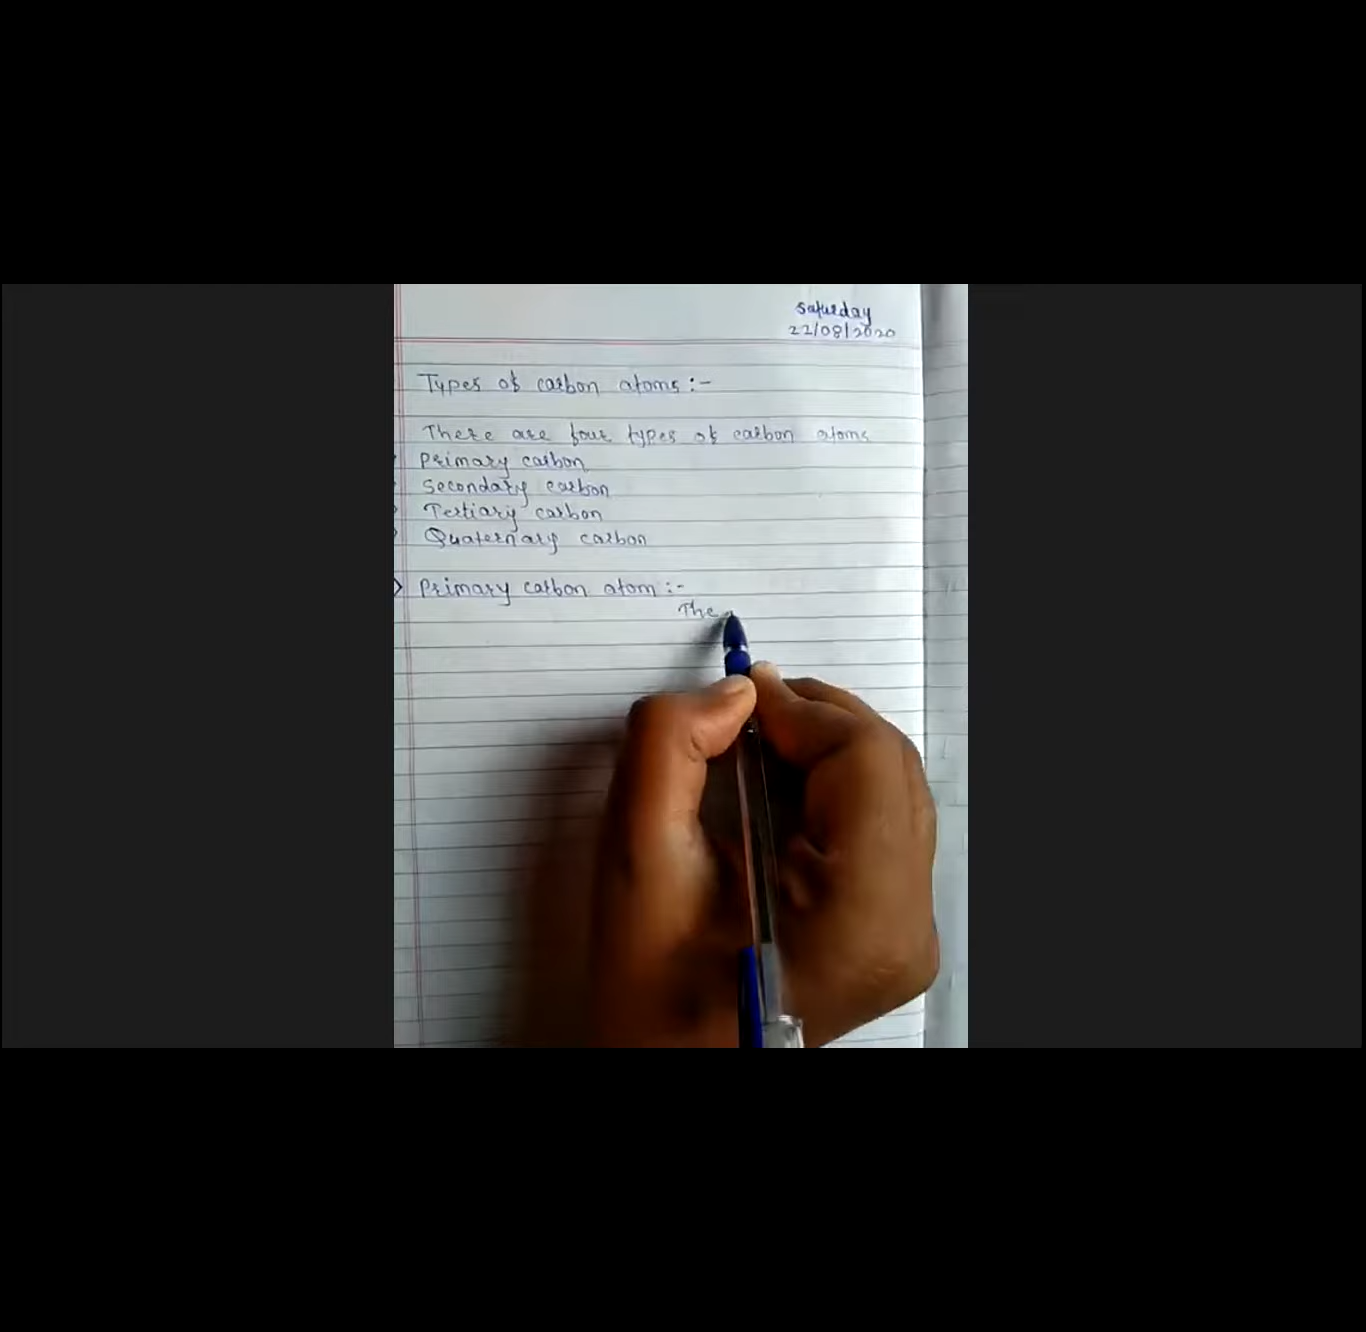 Saturday
22/08/2020
Types of carbon atoms :-
There are four types of carbon atoms
Primary carbon
Secondary carbon
Tertiary carbon
Quaternary carbon
> Primary carbon atom :-
The